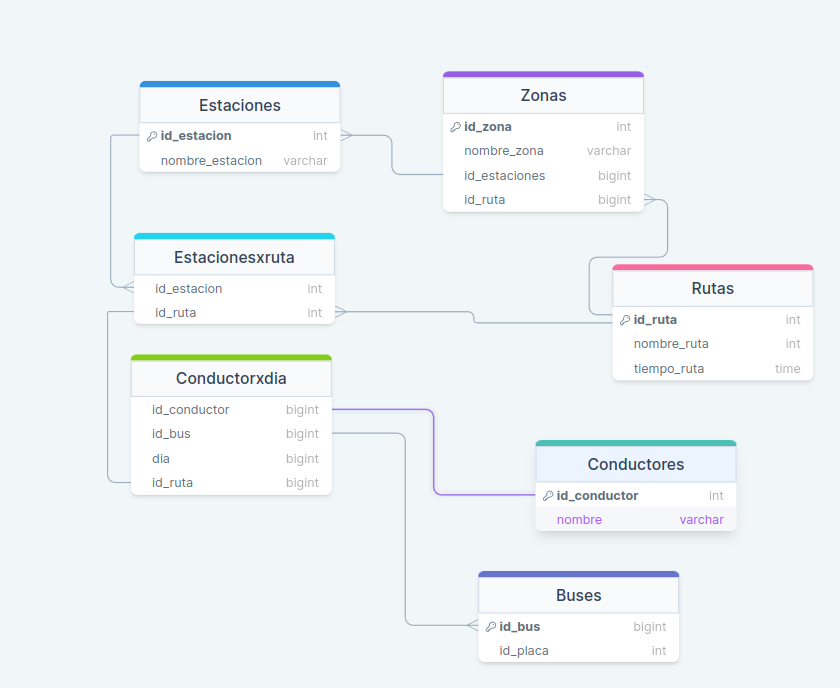 Estaciones
id_estacion int
nombre_estacion varchar
Zonas
id_zona int
nombre_zona varchar
id_estaciones bigint
id_ruta bigint
Estacionesxruta
id_estacion int
id_ruta int
Rutas
id_ruta int
nombre_ruta int
tiempo_ruta time
Conductorxdia
id_conductor bigint
id_bus bigint
dia bigint
id_ruta bigint
Conductores
id_conductor int
nombre varchar
Buses
id_bus bigint
id_placa int